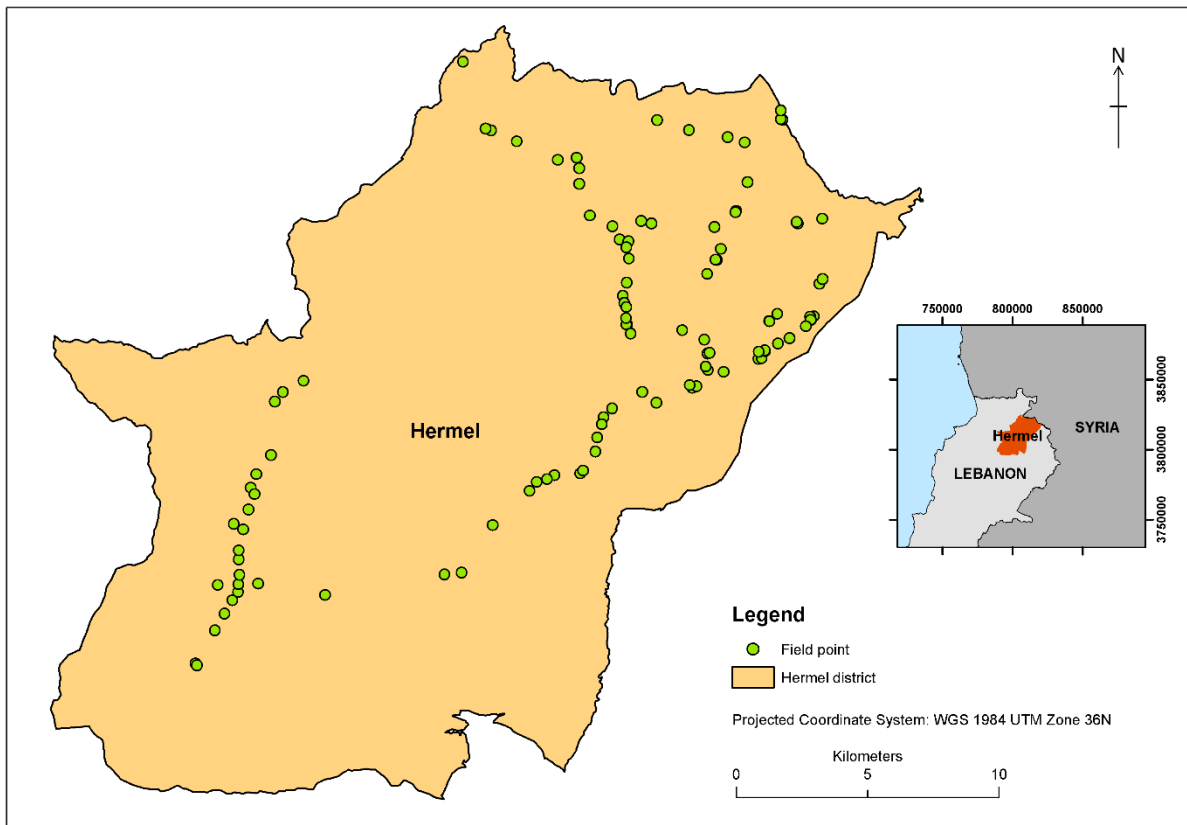 N
Hermel
750000
800000
850000
3850000
3800000
3750000
SYRIA
Hermel
LEBANON
Legend
Field point
Hermel district
Projected Coordinate System: WGS 1984 UTM Zone 36N
Kilometers
0
5
10